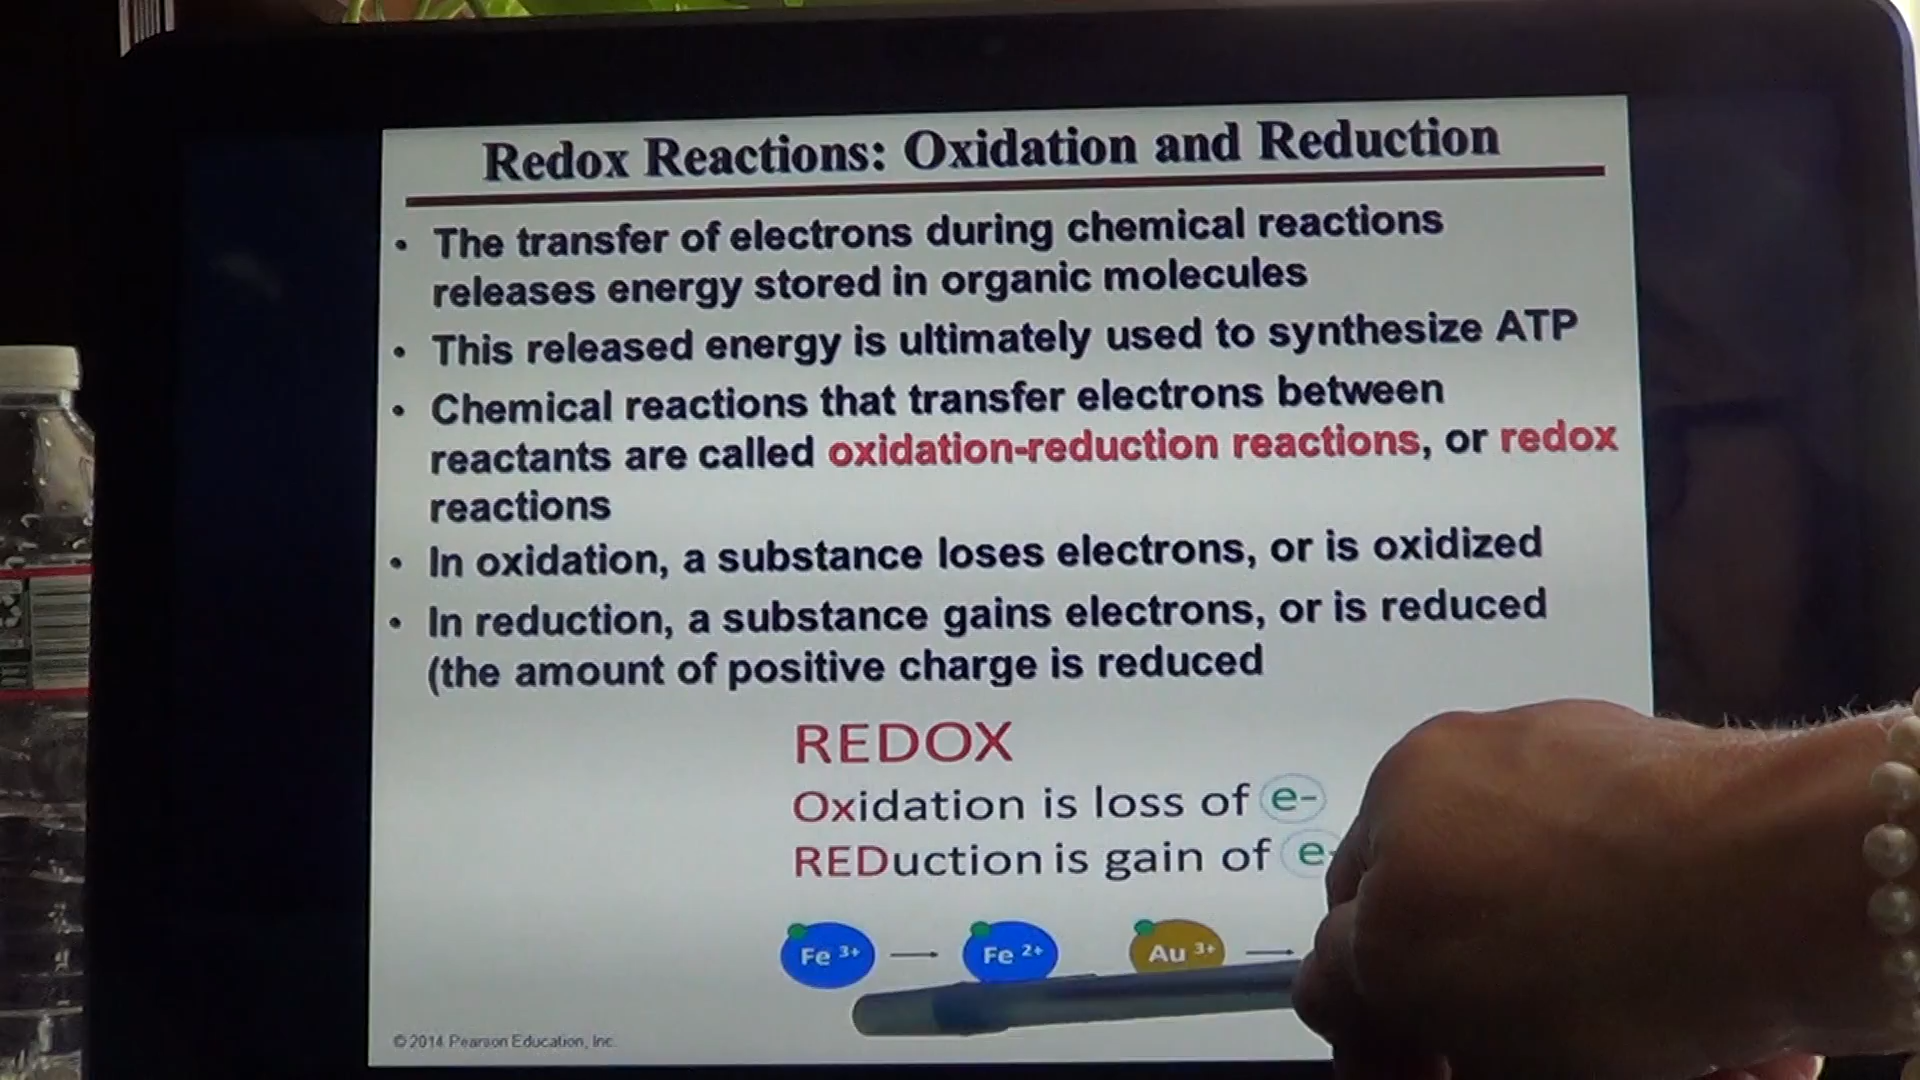 Redox Reactions: Oxidation and Reduction
• The transfer of electrons during chemical reactions
releases energy stored in organic molecules
• This released energy is ultimately used to synthesize ATP
• Chemical reactions that transfer electrons between
reactants are called oxidation-reduction reactions, or redox
reactions
• In oxidation, a substance loses electrons, or is oxidized
• In reduction, a substance gains electrons, or is reduced
(the amount of positive charge is reduced
REDOX
Oxidation is loss of e-
REDuction is gain of e-
Fe 3+ → Fe 2+ Au 3+ →
© 2014 Pearson Education, Inc.